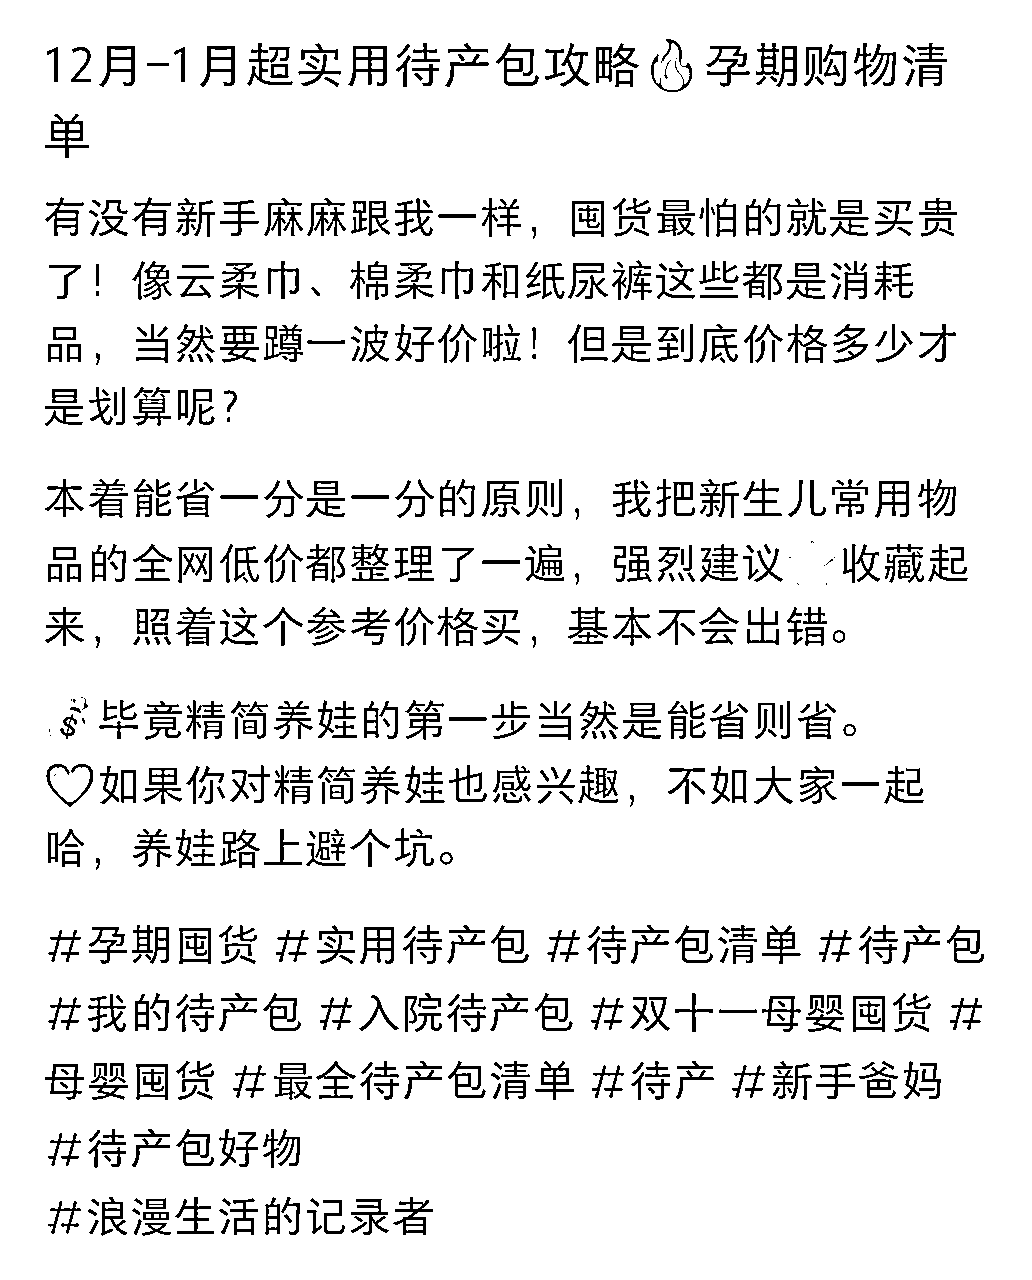 12月-1月超实用待产包攻略🔥孕期购物清
单
有没有新手麻麻跟我一样，囤货最怕的就是买贵
了！像云柔巾、棉柔巾和纸尿裤这些都是消耗
品，当然要蹲一波好价啦！但是到底价格多少才
是划算呢？
本着能省一分是一分的原则，我把新生儿常用物
品的全网低价都整理了一遍，强烈建议收藏起
来，照着这个参考价格买，基本不会出错。
💰毕竟精简养娃的第一步当然是能省则省。
♡如果你对精简养娃也感兴趣，不如大家一起
哈，养娃路上避个坑。
#孕期囤货 #实用待产包 #待产包清单 #待产包
#我的待产包 #入院待产包 #双十一母婴囤货 #
母婴囤货 #最全待产包清单 #待产 #新手爸妈
#待产包好物
#浪漫生活的记录者